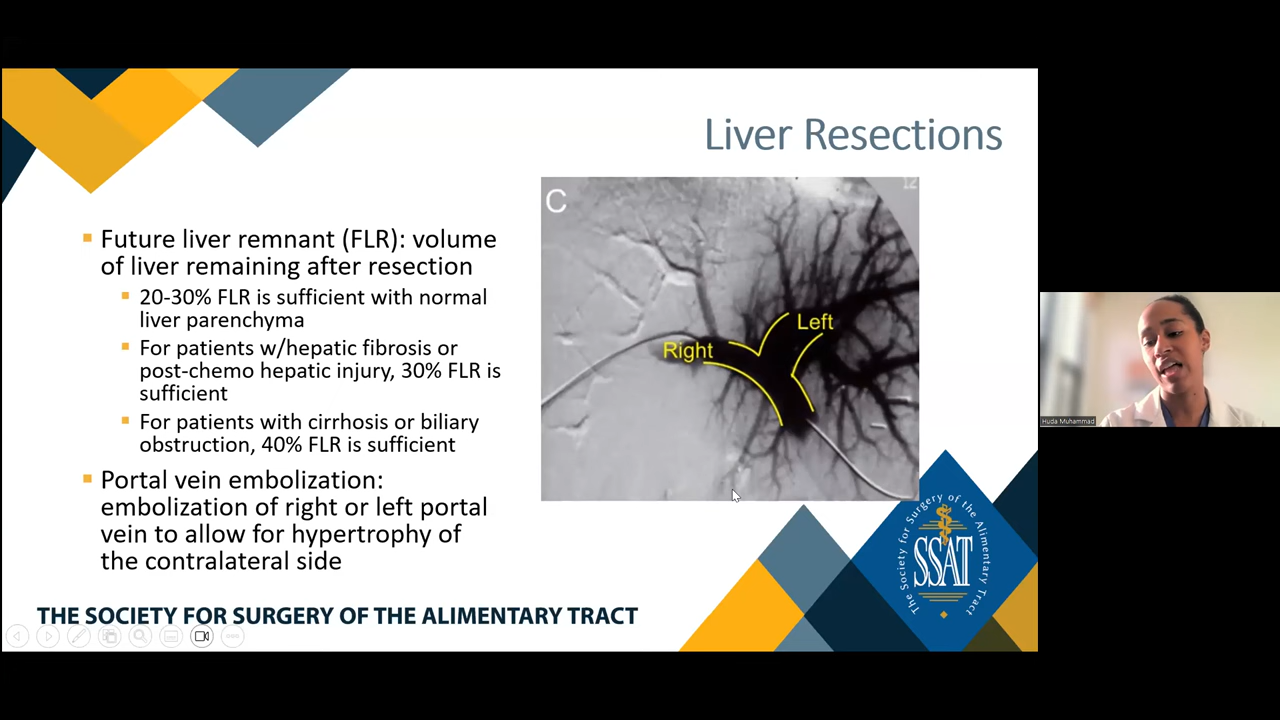 Liver Resections
Future liver remnant (FLR): volume
of liver remaining after resection
20-30% FLR is sufficient with normal
liver parenchyma
For patients w/hepatic fibrosis or
post-chemo hepatic injury, 30% FLR is
sufficient
For patients with cirrhosis or biliary
obstruction, 40% FLR is sufficient
Portal vein embolization:
embolization of right or left portal
vein to allow for hypertrophy of
the contralateral side
C
12
Left
Right
Huda Muhammad
The Society for Surgery of the Alimentary Tract
SSAT
THE SOCIETY FOR SURGERY OF THE ALIMENTARY TRACT